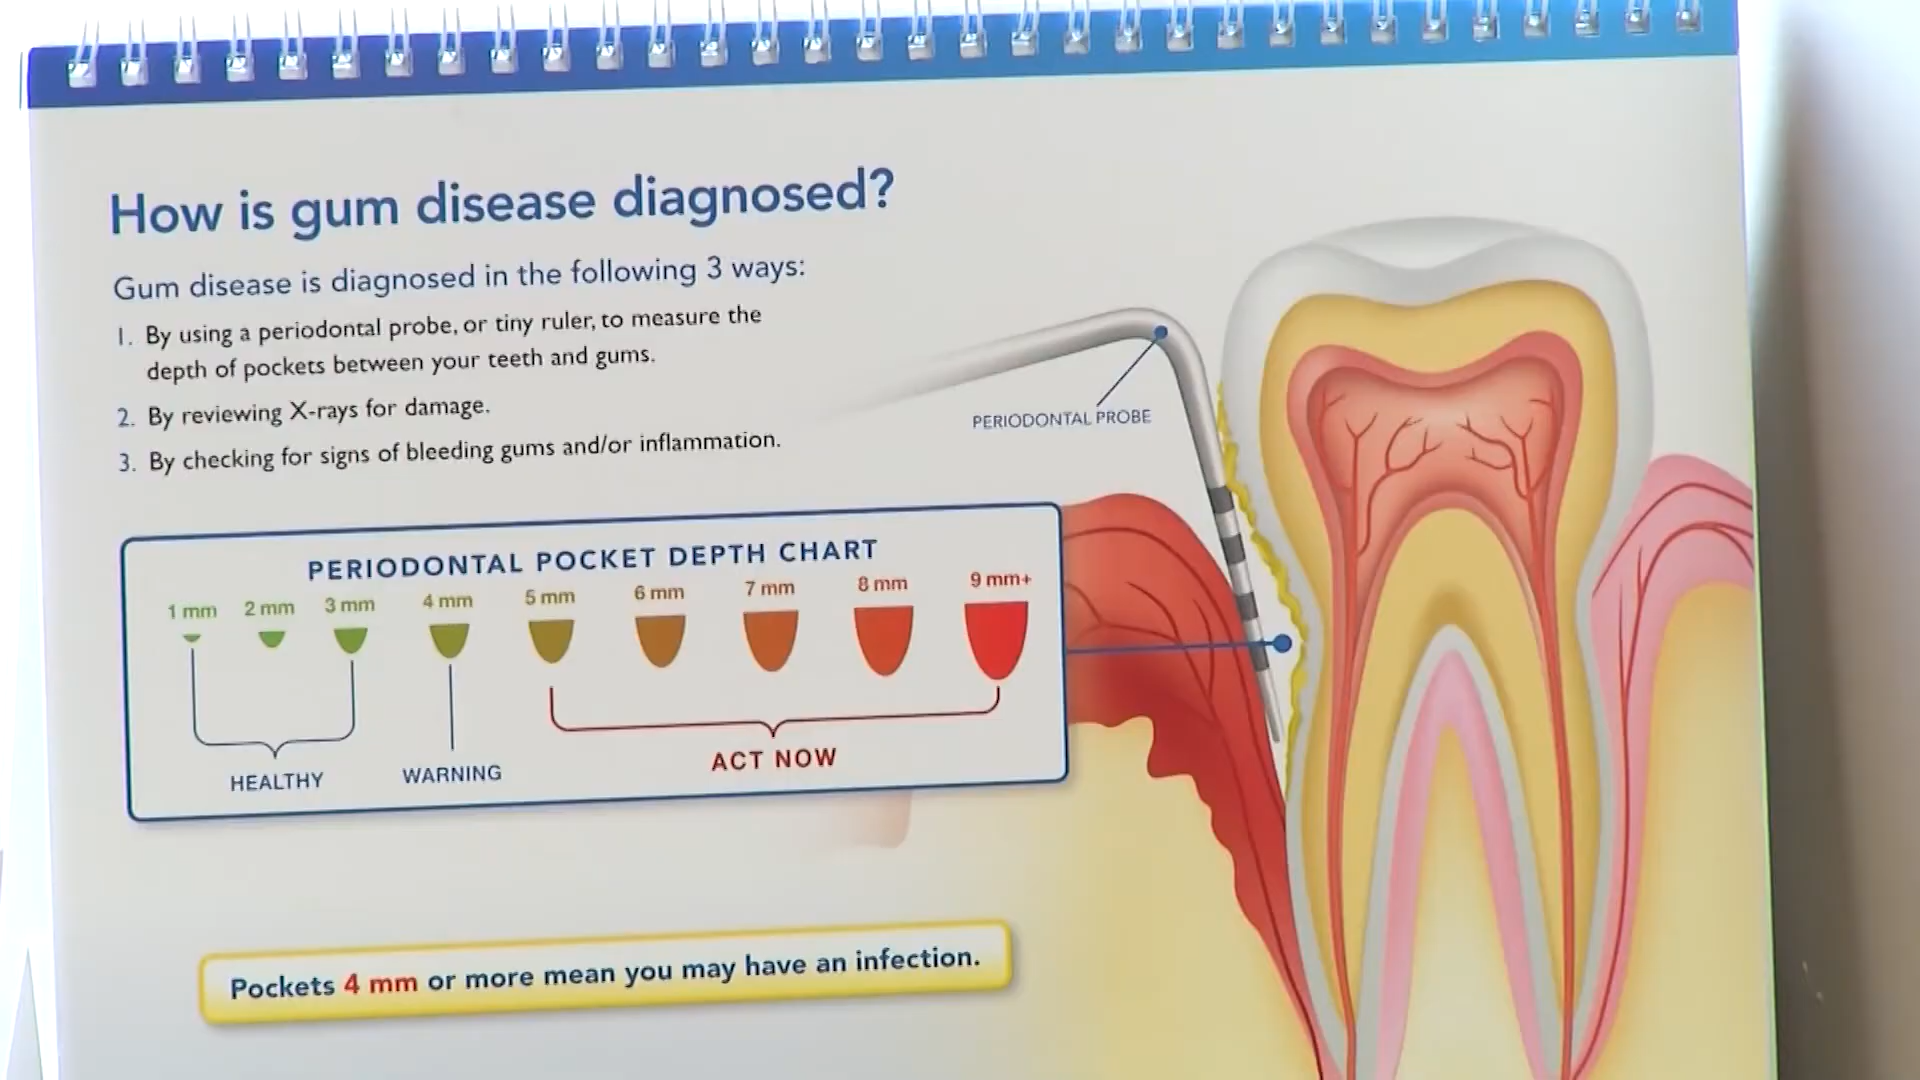 How is gum disease diagnosed?
Gum disease is diagnosed in the following 3 ways:
1. By using a periodontal probe, or tiny ruler, to measure the
depth of pockets between your teeth and gums.
2. By reviewing X-rays for damage.
3. By checking for signs of bleeding gums and/or inflammation.
PERIODONTAL PROBE
PERIODONTAL POCKET DEPTH CHART
1 mm 2 mm 3 mm 4 mm 5 mm 6 mm 7 mm 8 mm 9 mm+
HEALTHY WARNING ACT NOW
Pockets 4 mm or more mean you may have an infection.